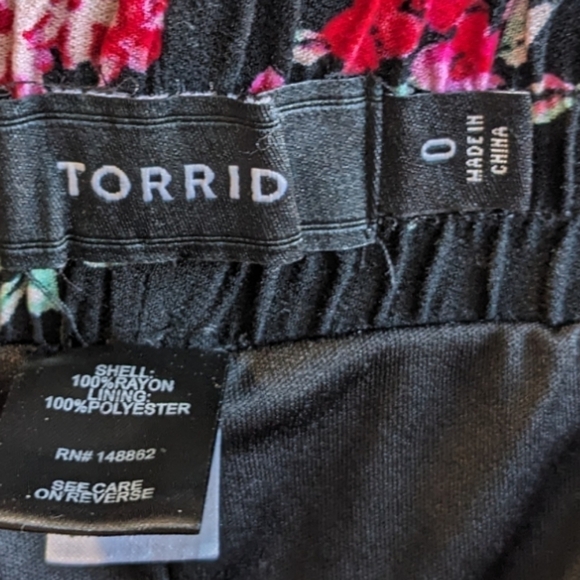 TORRID
0
MADE IN
CHINA
SHELL:
100%RAYON
LINING:
100%POLYESTER
RN# 148862
SEE CARE
ON REVERSE